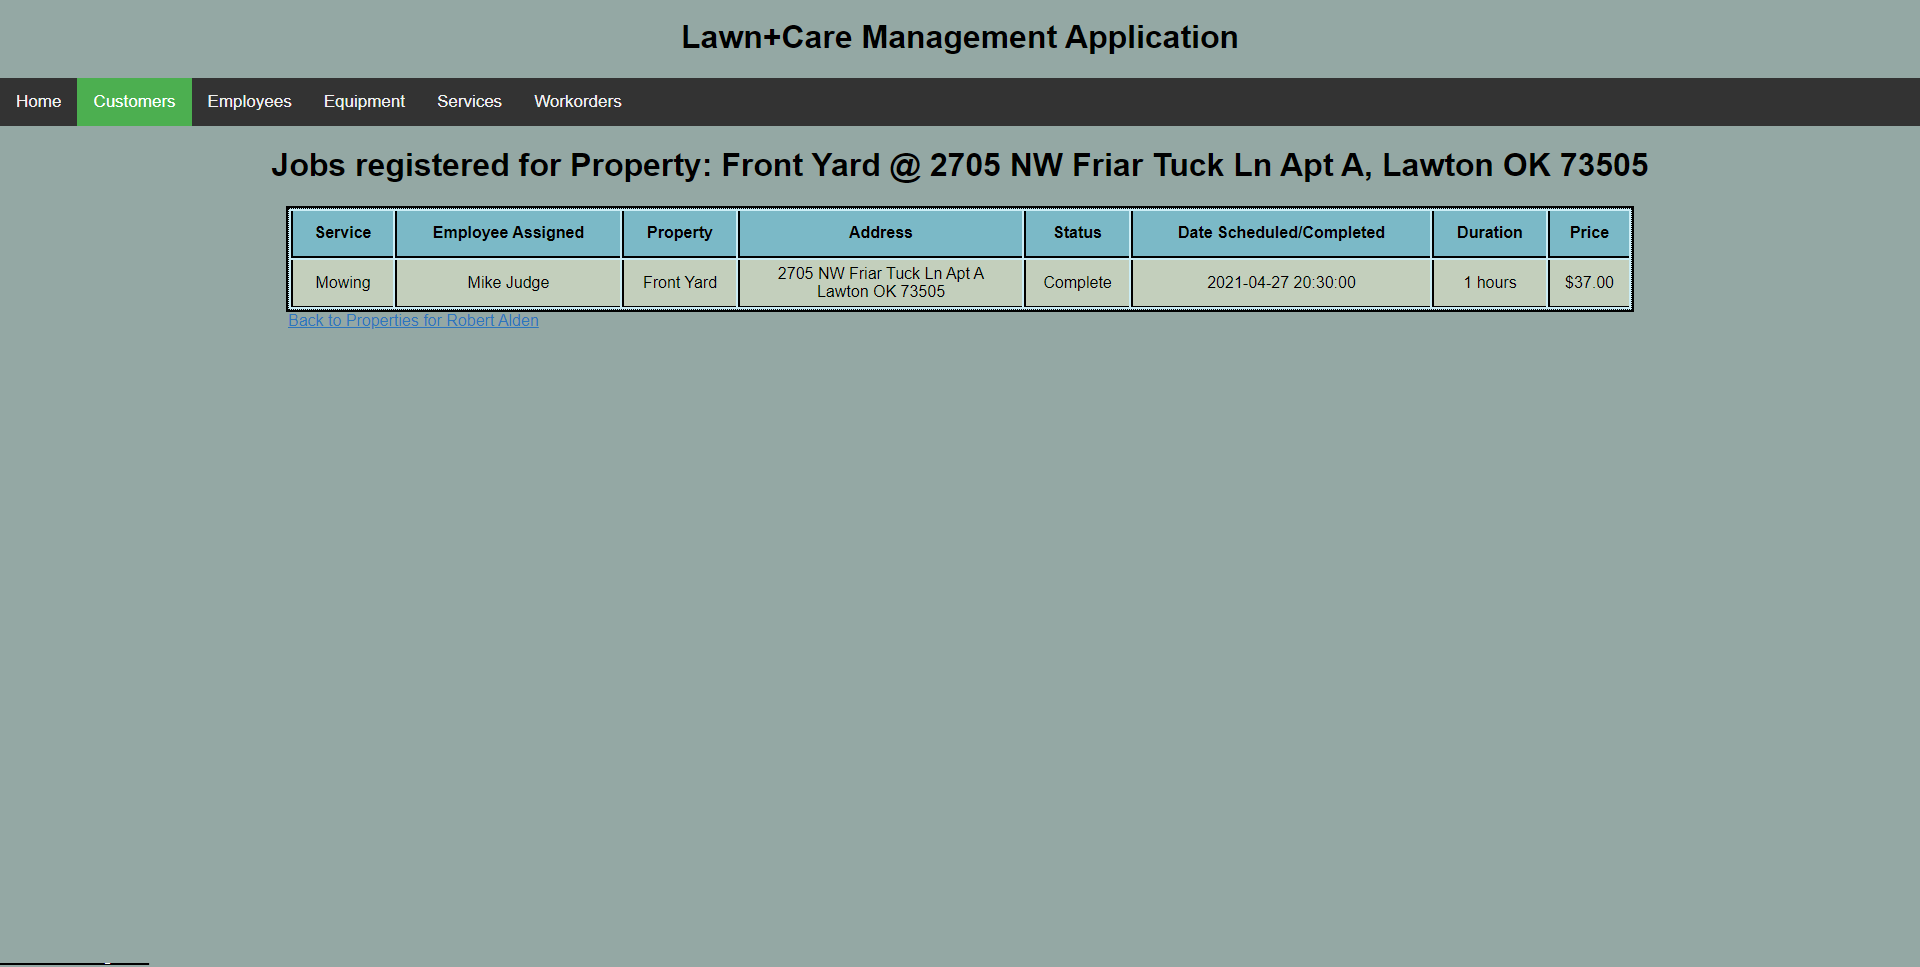 Lawn+Care Management Application
Home Customers Employees Equipment Services Workorders
Jobs registered for Property: Front Yard @ 2705 NW Friar Tuck Ln Apt A, Lawton OK 73505
Service Employee Assigned Property Address Status Date Scheduled/Completed Duration Price
Mowing Mike Judge Front Yard 2705 NW Friar Tuck Ln Apt A Complete 2021-04-27 20:30:00 1 hours $37.00
Lawton OK 73505
Back to Properties for Robert Alden